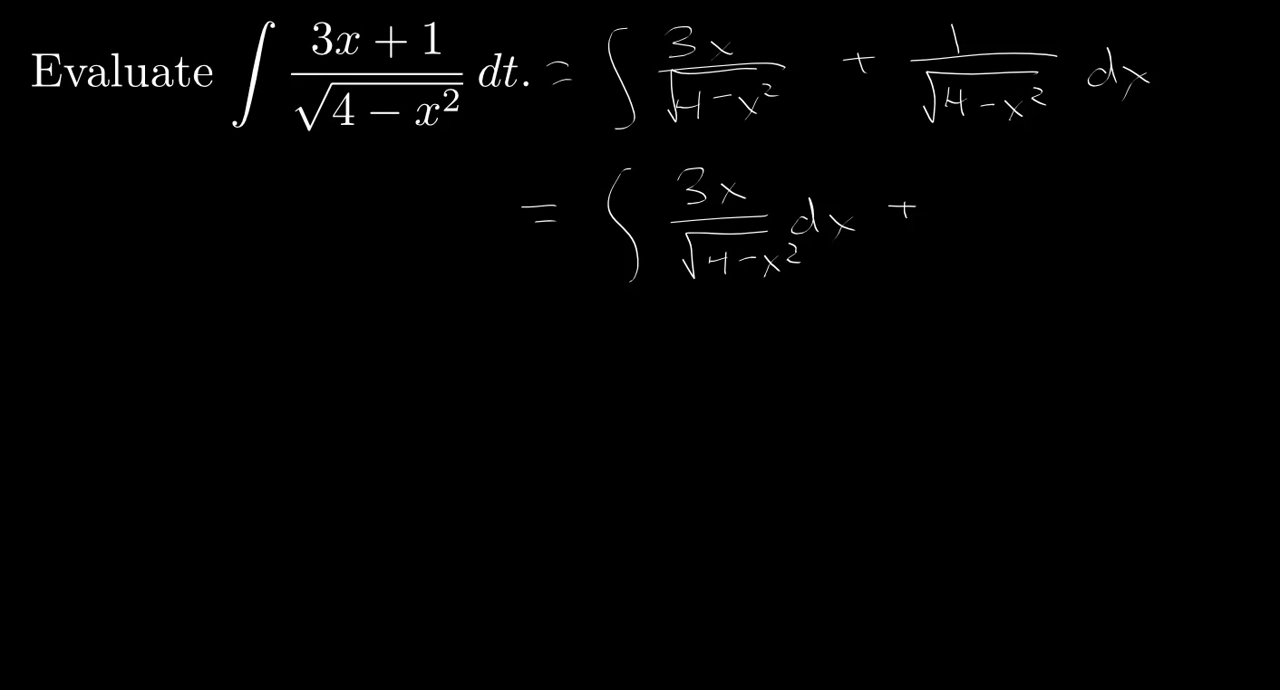 Evaluate ∫ (3x + 1)/√(4 − x²) dt. = ∫ 3x/√(4−x²) + 1/√(4−x²) dx
= ∫ 3x/√(4−x²) dx +